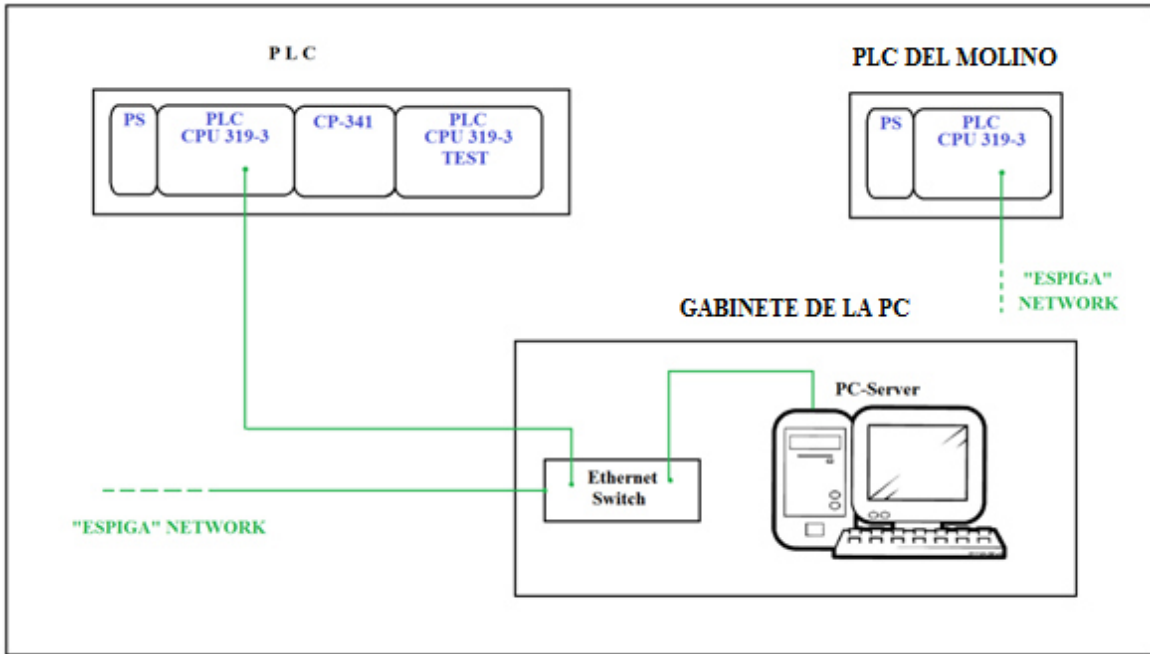 P L C
PS
PLC
CPU 319-3
CP-341
PLC
CPU 319-3
TEST
PLC DEL MOLINO
PS
PLC
CPU 319-3
"ESPIGA"
NETWORK
GABINETE DE LA PC
PC-Server
Ethernet
Switch
"ESPIGA" NETWORK